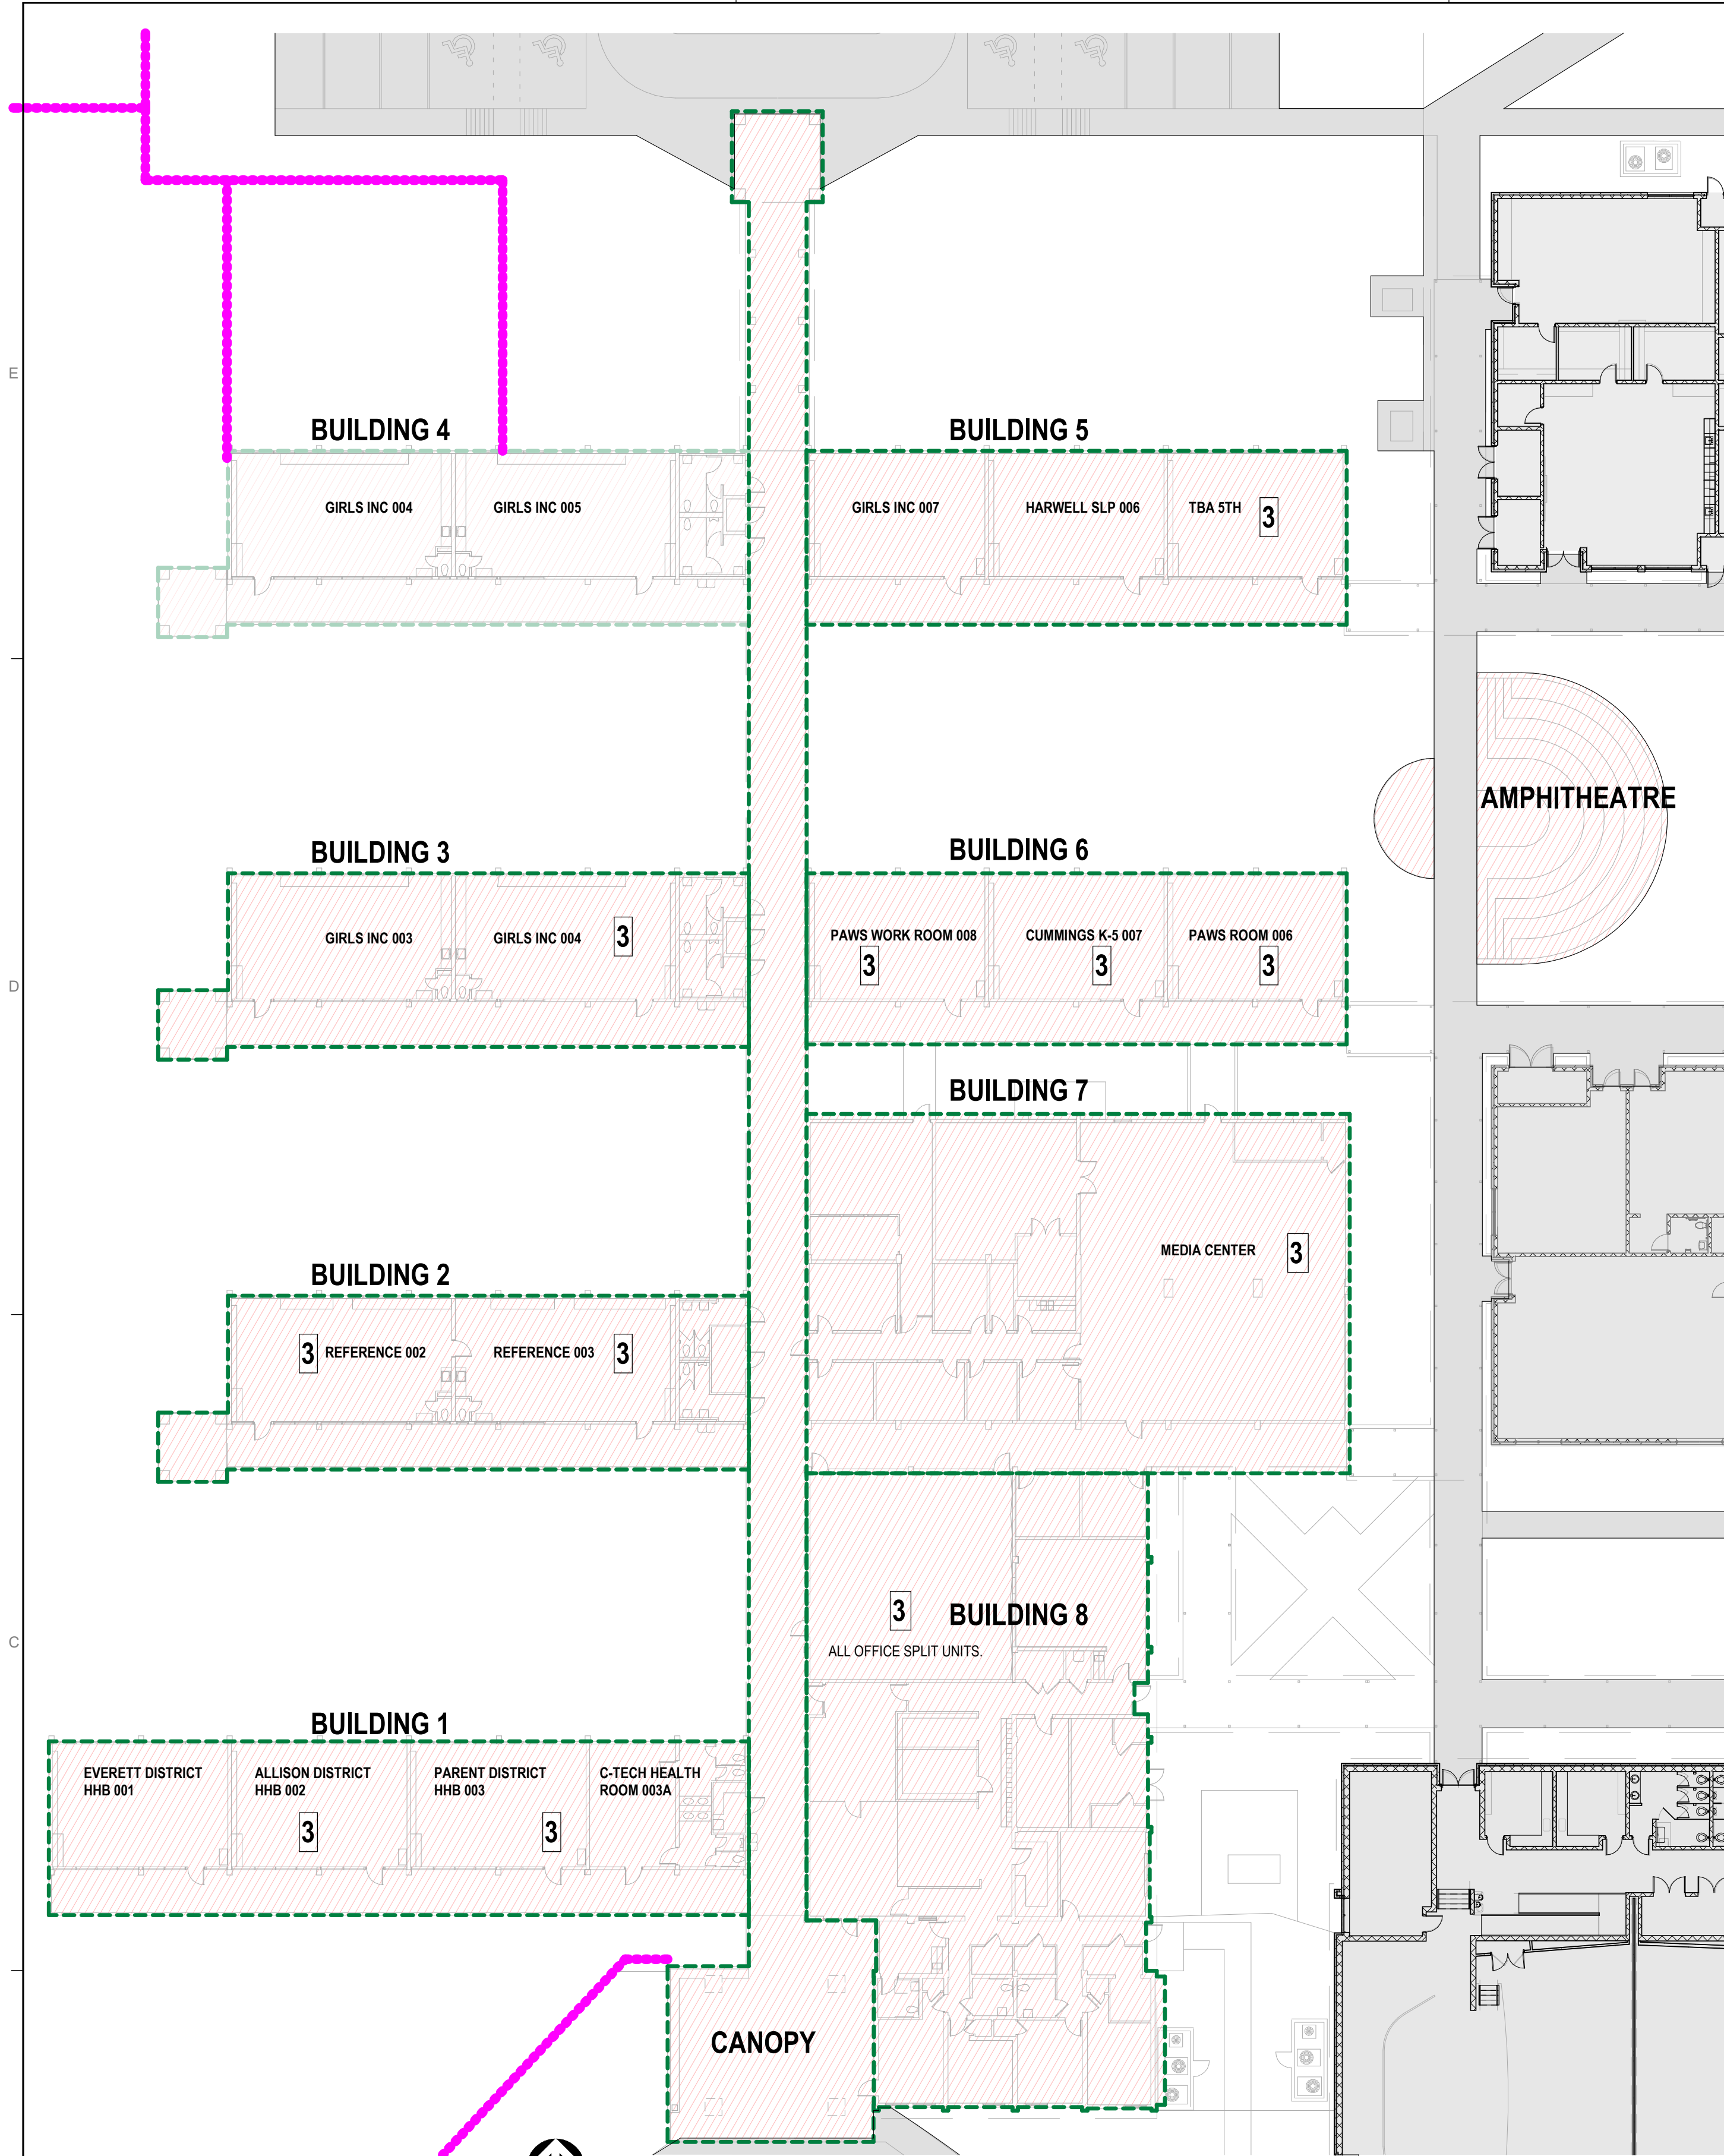 E
BUILDING 4
BUILDING 5
GIRLS INC 004
GIRLS INC 005
GIRLS INC 007
HARWELL SLP 006
TBA 5TH
3
AMPHITHEATRE
BUILDING 3
BUILDING 6
GIRLS INC 003
GIRLS INC 004
3
PAWS WORK ROOM 008
3
CUMMINGS K-5 007
3
PAWS ROOM 006
3
D
BUILDING 7
MEDIA CENTER
3
BUILDING 2
3
REFERENCE 002
REFERENCE 003
3
3
BUILDING 8
ALL OFFICE SPLIT UNITS.
C
BUILDING 1
EVERETT DISTRICT
HHB 001
ALLISON DISTRICT
HHB 002
3
PARENT DISTRICT
HHB 003
3
C-TECH HEALTH
ROOM 003A
CANOPY